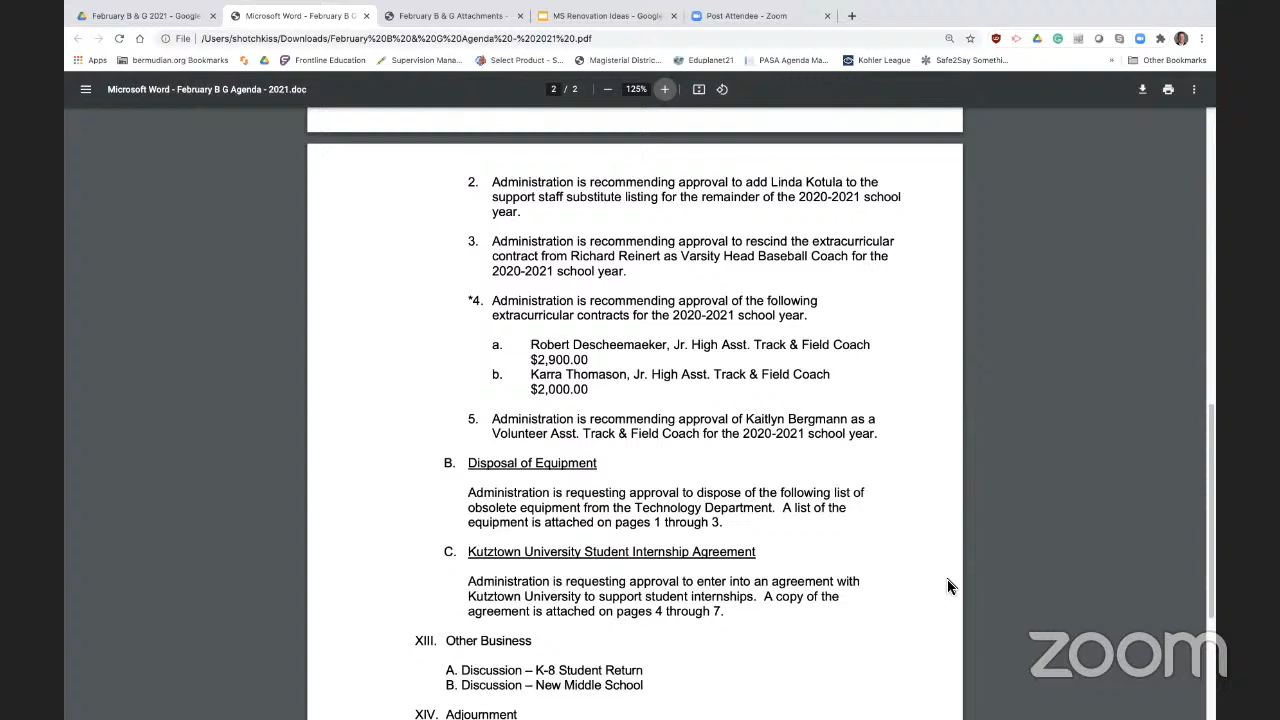 February B & G 2021 - Google
Microsoft Word - February B G
February B & G Attachments -
MS Renovation Ideas - Google
Post Attendee - Zoom
File /Users/shotchkiss/Downloads/February%20B%20&%20G%20Agenda%20-%202021%20.pdf
Apps
bermudian.org Bookmarks
Frontline Education
Supervision Mana...
Select Product - S...
Magisterial Distric...
Eduplanet21
PASA Agenda Ma...
Kohler League
Safe2Say Somethi...
»
Other Bookmarks
Microsoft Word - February B G Agenda - 2021.doc
2 / 2
125%
2. Administration is recommending approval to add Linda Kotula to the
support staff substitute listing for the remainder of the 2020-2021 school
year.
3. Administration is recommending approval to rescind the extracurricular
contract from Richard Reinert as Varsity Head Baseball Coach for the
2020-2021 school year.
*4. Administration is recommending approval of the following
extracurricular contracts for the 2020-2021 school year.
a. Robert Descheemaeker, Jr. High Asst. Track & Field Coach
$2,900.00
b. Karra Thomason, Jr. High Asst. Track & Field Coach
$2,000.00
5. Administration is recommending approval of Kaitlyn Bergmann as a
Volunteer Asst. Track & Field Coach for the 2020-2021 school year.
B. Disposal of Equipment
Administration is requesting approval to dispose of the following list of
obsolete equipment from the Technology Department. A list of the
equipment is attached on pages 1 through 3.
C. Kutztown University Student Internship Agreement
Administration is requesting approval to enter into an agreement with
Kutztown University to support student internships. A copy of the
agreement is attached on pages 4 through 7.
XIII. Other Business
A. Discussion – K-8 Student Return
B. Discussion – New Middle School
XIV. Adjournment
zoom